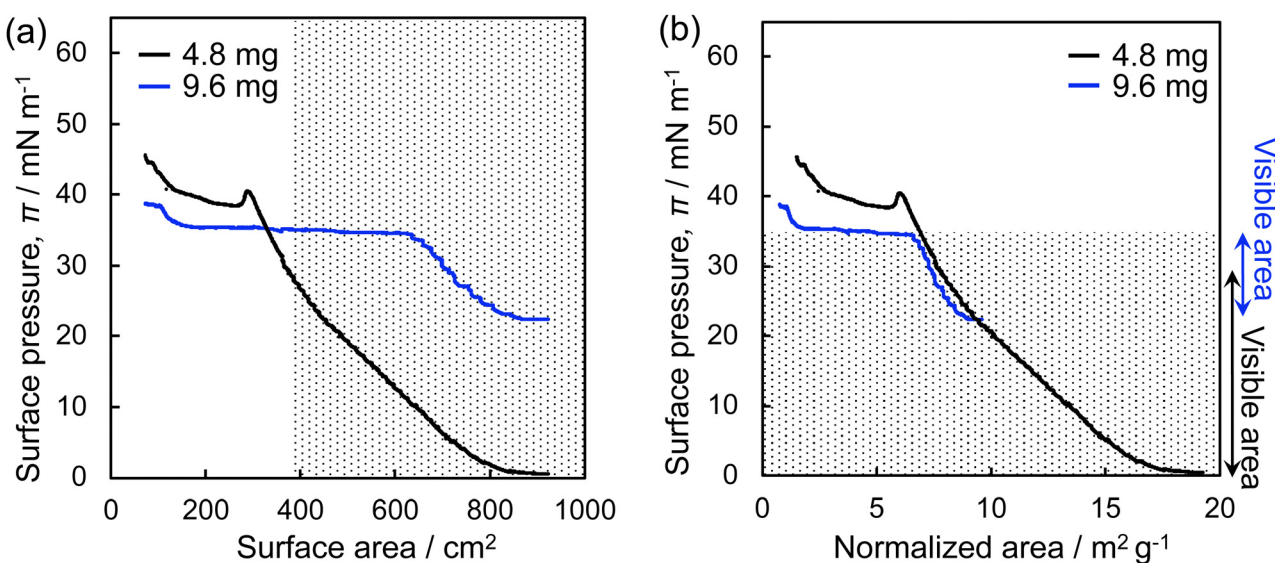 (a)
4.8 mg
9.6 mg
Surface pressure, π / mN m-1
60
50
40
30
20
10
0
0 200 400 600 800 1000
Surface area / cm2
(b)
4.8 mg
9.6 mg
Surface pressure, π / mN m-1
60
50
40
30
20
10
0
0 5 10 15 20
Normalized area / m2 g-1
Visible area
Visible area